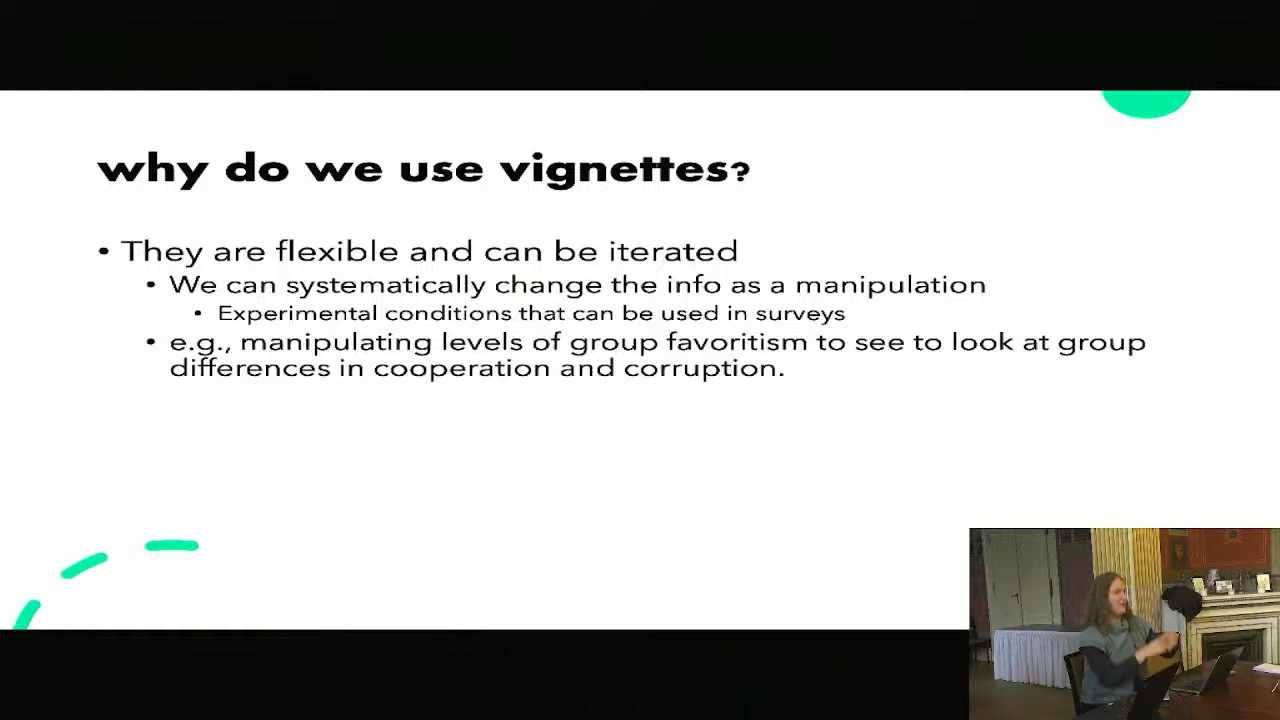 why do we use vignettes?
• They are flexible and can be iterated
• We can systematically change the info as a manipulation
• Experimental conditions that can be used in surveys
• e.g., manipulating levels of group favoritism to see to look at group
differences in cooperation and corruption.